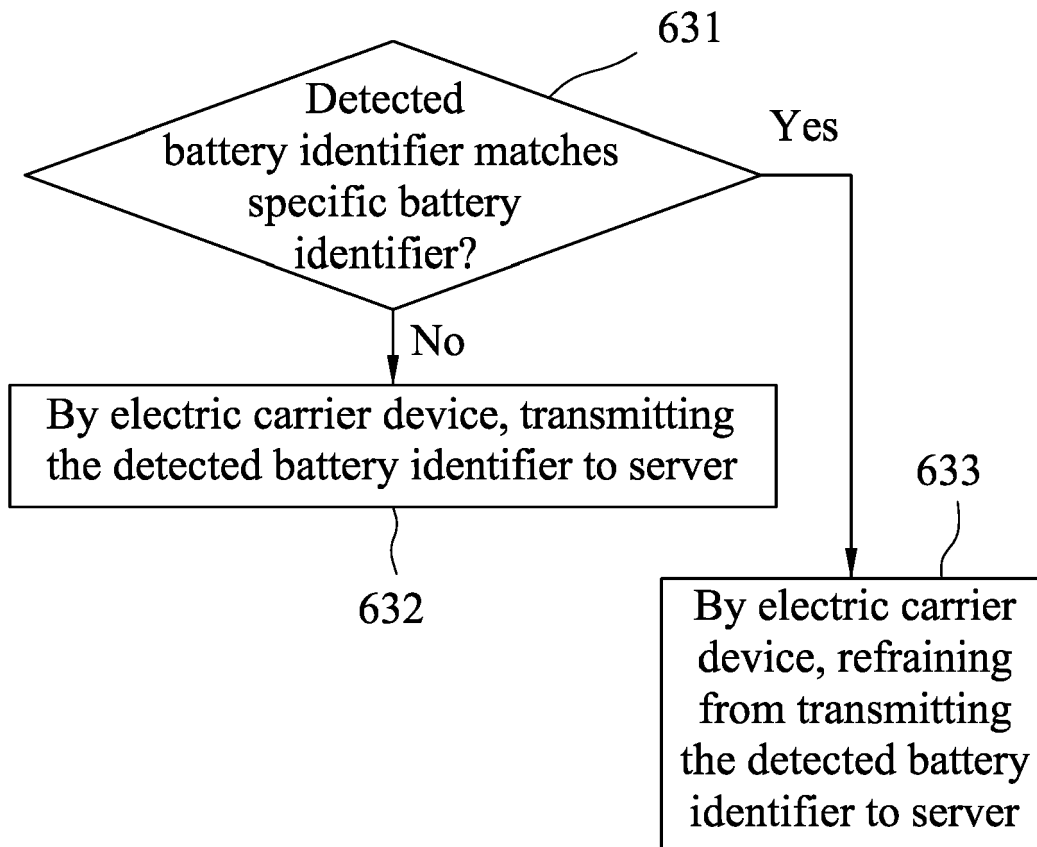 631
Detected
battery identifier matches
specific battery
identifier?
Yes
No
By electric carrier device, transmitting
the detected battery identifier to server
632
633
By electric carrier
device, refraining
from transmitting
the detected battery
identifier to server